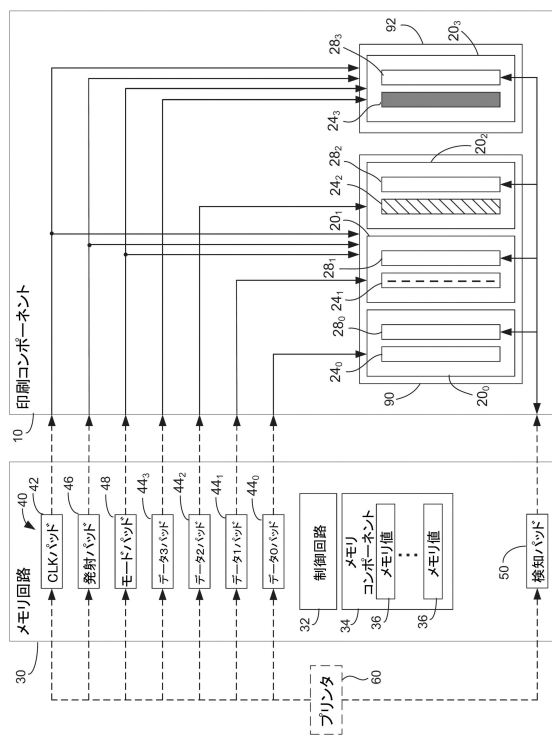 印刷コンポーネント
10
92
20₃
28₃
24₃
20₂
28₂
24₂
20₁
28₁
24₁
28₀
24₀
20₀
90
メモリ回路
30
40
CLKパッド
42
発射パッド
46
モードパッド
48
データ3パッド
44₃
データ2パッド
44₂
データ1パッド
44₁
データ0パッド
44₀
制御回路
32
メモリ
コンポーネント
34
メモリ値
36
メモリ値
36
検知パッド
50
プリンタ
60